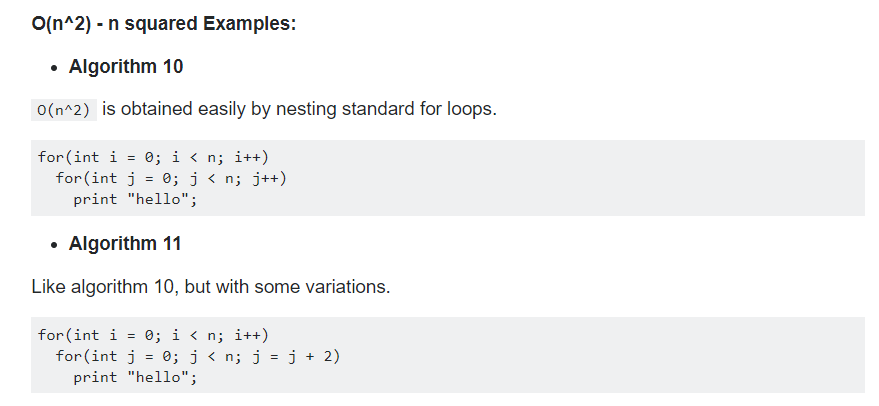 O(n^2) - n squared Examples:
• Algorithm 10
O(n^2) is obtained easily by nesting standard for loops.
for(int i = 0; i < n; i++)
  for(int j = 0; j < n; j++)
    print "hello";
• Algorithm 11
Like algorithm 10, but with some variations.
for(int i = 0; i < n; i++)
  for(int j = 0; j < n; j = j + 2)
    print "hello";